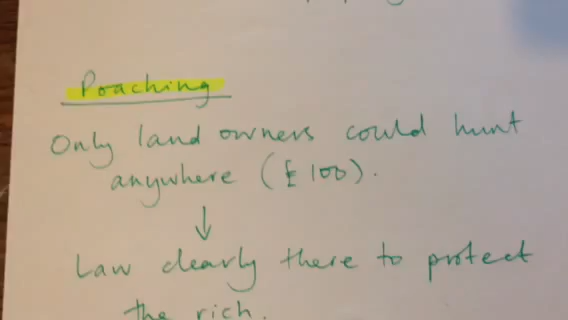 Poaching
Only land owners could hunt
anywhere (£100).
↓
Law clearly there to protect
the rich.